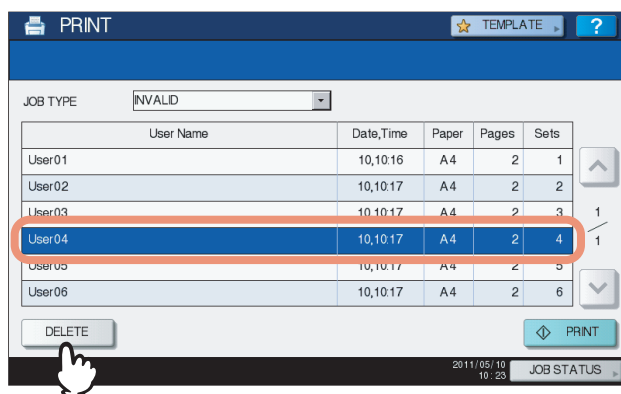 PRINT TEMPLATE ?
JOB TYPE INVALID
User Name Date,Time Paper Pages Sets
User01 10,10:16 A4 2 1
User02 10,10:17 A4 2 2
User03 10,10:17 A4 2 3
User04 10,10:17 A4 2 4
User05 10,10:17 A4 2 5
User06 10,10:17 A4 2 6
1/1
DELETE PRINT
2011/05/10
10:23 JOB STATUS